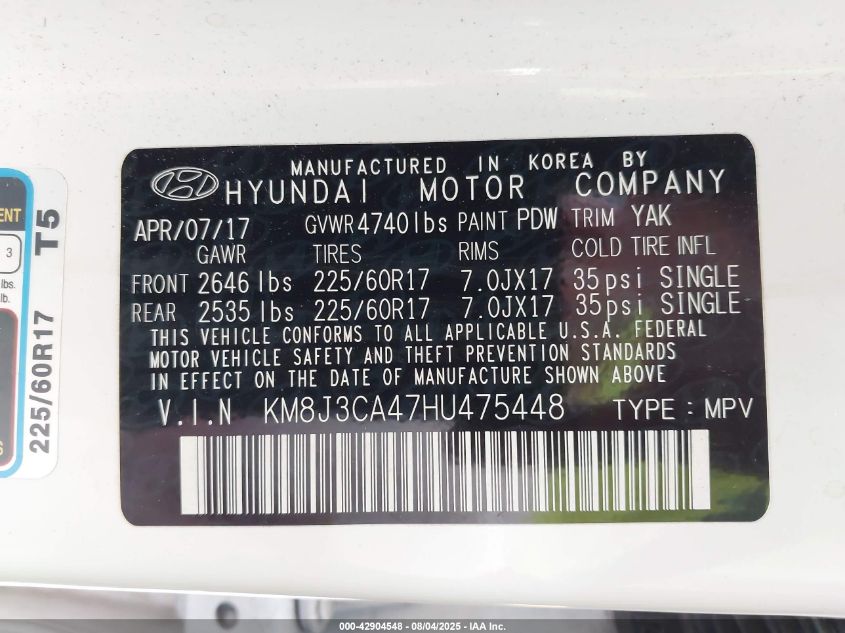 MANUFACTURED IN KOREA BY
HYUNDAI MOTOR COMPANY
APR/07/17 GVWR 4740 lbs PAINT PDW TRIM YAK
GAWR TIRES RIMS COLD TIRE INFL
FRONT 2646 lbs 225/60R17 7.0JX17 35 psi SINGLE
REAR 2535 lbs 225/60R17 7.0JX17 35 psi SINGLE
THIS VEHICLE CONFORMS TO ALL APPLICABLE U.S.A. FEDERAL
MOTOR VEHICLE SAFETY AND THEFT PREVENTION STANDARDS
IN EFFECT ON THE DATE OF MANUFACTURE SHOWN ABOVE
V.I.N KM8J3CA47HU475448 TYPE : MPV
225/60R17 T5
3
lbs.
lb.
000-42904548 - 08/04/2025 - IAA Inc.